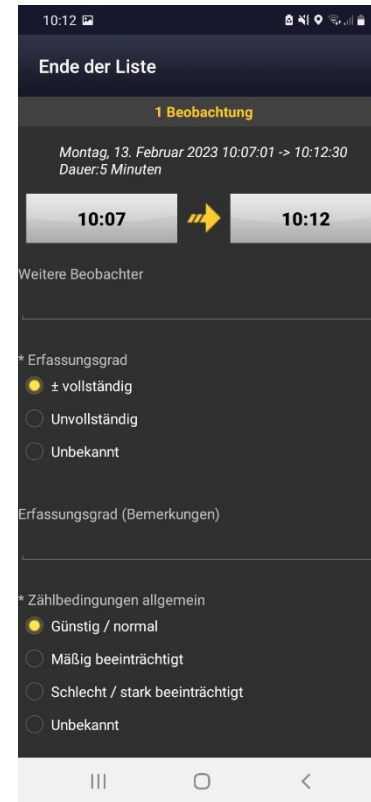 10:12
Ende der Liste
1 Beobachtung
Montag, 13. Februar 2023 10:07:01 -> 10:12:30
Dauer:5 Minuten
10:07
10:12
Weitere Beobachter
* Erfassungsgrad
± vollständig
Unvollständig
Unbekannt
Erfassungsgrad (Bemerkungen)
* Zählbedingungen allgemein
Günstig / normal
Mäßig beeinträchtigt
Schlecht / stark beeinträchtigt
Unbekannt